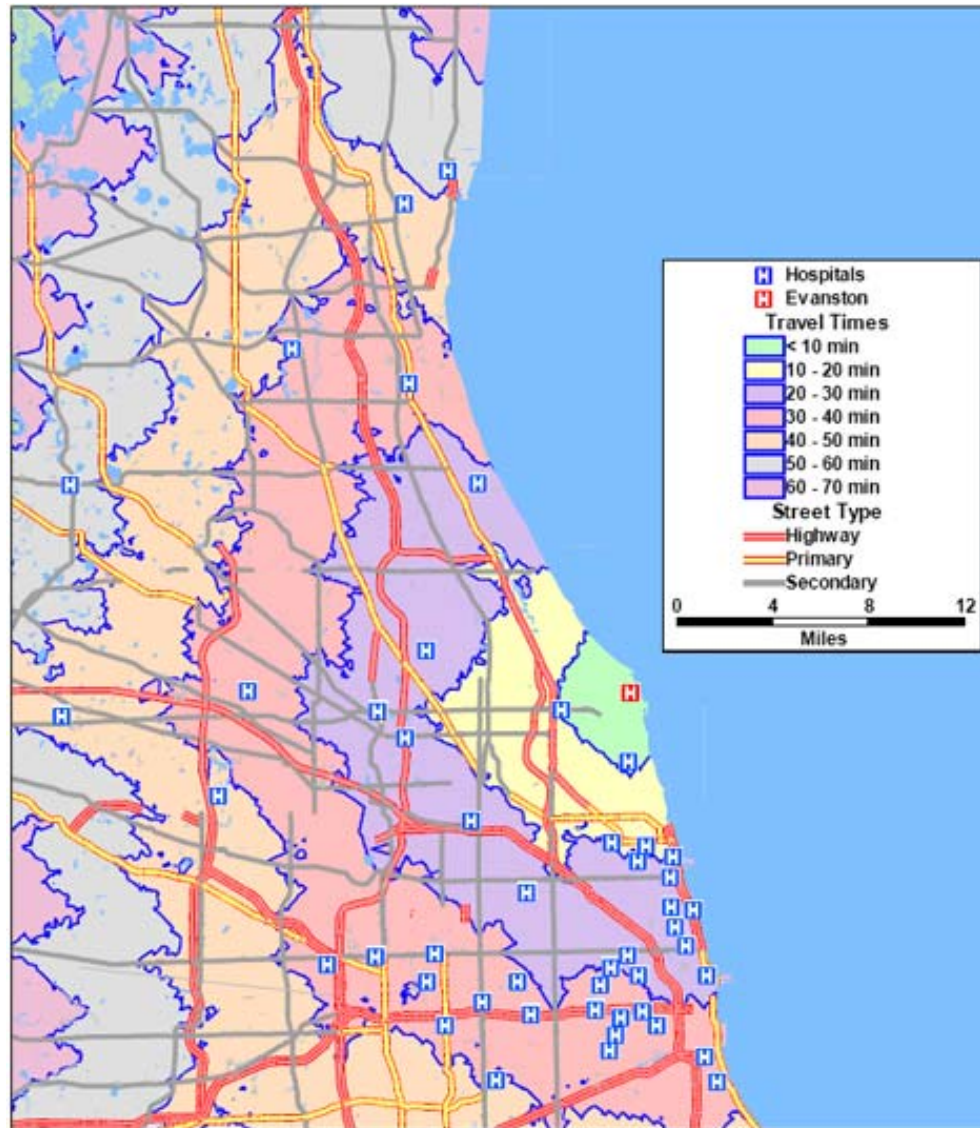 Hospitals
Evanston
Travel Times
< 10 min
10 - 20 min
20 - 30 min
30 - 40 min
40 - 50 min
50 - 60 min
60 - 70 min
Street Type
Highway
Primary
Secondary
0 4 8 12
Miles